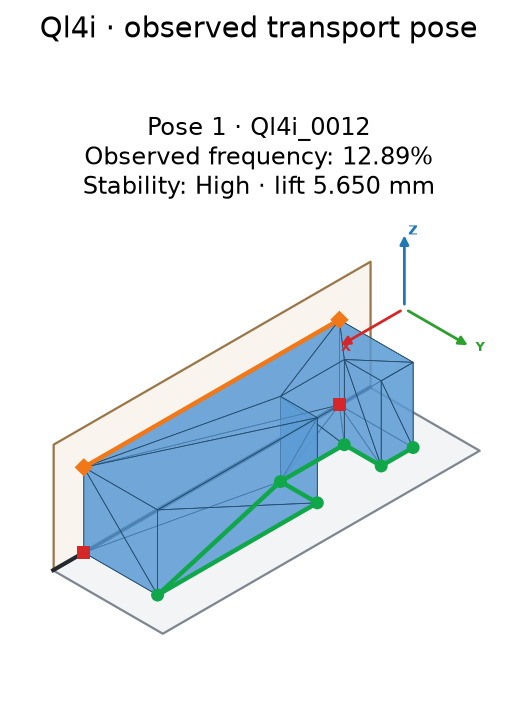 Ql4i · observed transport pose
Pose 1 · Ql4i_0012
Observed frequency: 12.89%
Stability: High · lift 5.650 mm
Z
X
Y